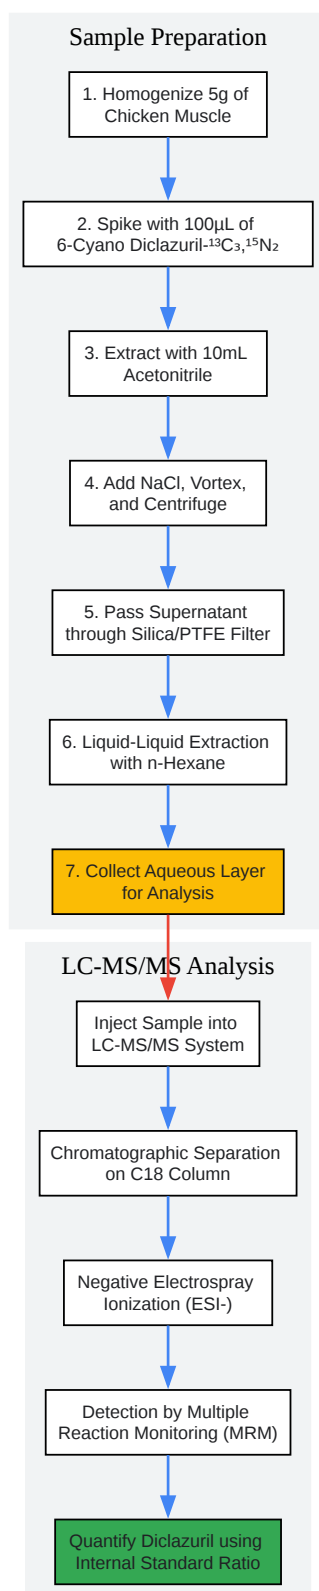 Sample Preparation
1. Homogenize 5g of
Chicken Muscle
2. Spike with 100µL of
6-Cyano Diclazuril-¹³C₃,¹⁵N₂
3. Extract with 10mL
Acetonitrile
4. Add NaCl, Vortex,
and Centrifuge
5. Pass Supernatant
through Silica/PTFE Filter
6. Liquid-Liquid Extraction
with n-Hexane
7. Collect Aqueous Layer
for Analysis
LC-MS/MS Analysis
Inject Sample into
LC-MS/MS System
Chromatographic Separation
on C18 Column
Negative Electrospray
Ionization (ESI-)
Detection by Multiple
Reaction Monitoring (MRM)
Quantify Diclazuril using
Internal Standard Ratio